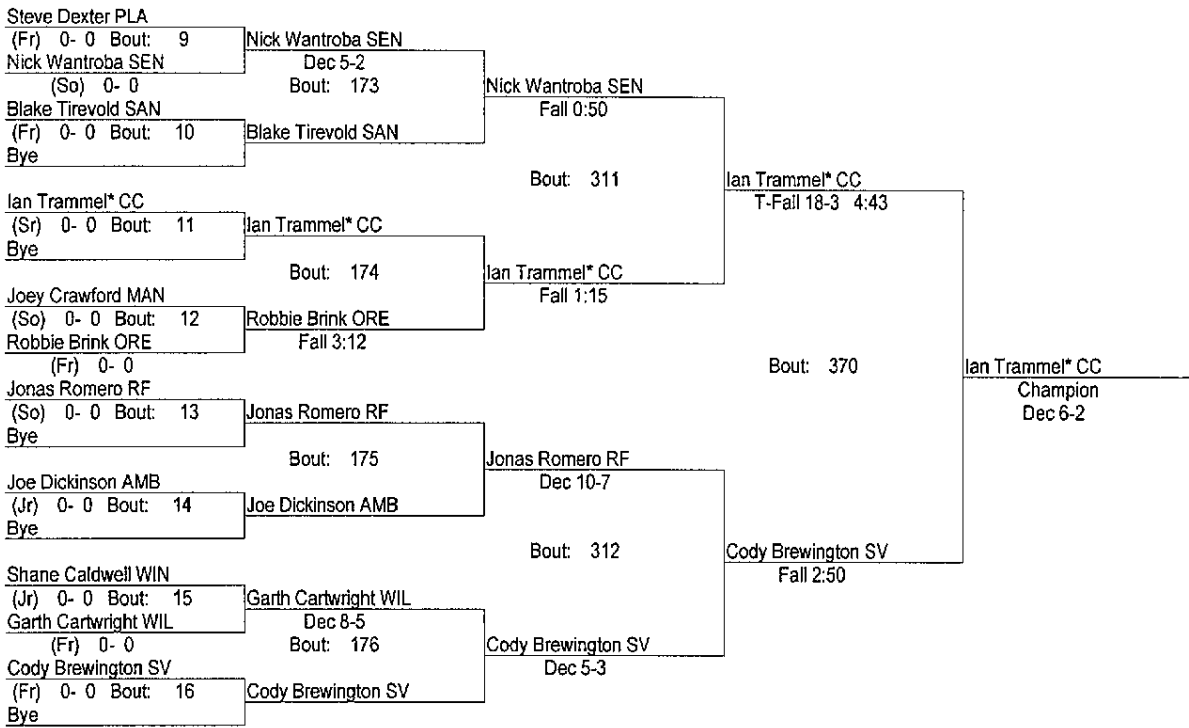 Steve Dexter PLA
(Fr) 0- 0 Bout: 9
Nick Wantroba SEN
(So) 0- 0
Blake Tirevold SAN
(Fr) 0- 0 Bout: 10
Bye
Ian Trammel* CC
(Sr) 0- 0 Bout: 11
Bye
Joey Crawford MAN
(So) 0- 0 Bout: 12
Robbie Brink ORE
(Fr) 0- 0
Jonas Romero RF
(So) 0- 0 Bout: 13
Bye
Joe Dickinson AMB
(Jr) 0- 0 Bout: 14
Bye
Shane Caldwell WIN
(Jr) 0- 0 Bout: 15
Garth Cartwright WIL
(Fr) 0- 0
Cody Brewington SV
(Fr) 0- 0 Bout: 16
Bye
Nick Wantroba SEN
Dec 5-2
Bout: 173
Blake Tirevold SAN
Ian Trammel* CC
Bout: 174
Robbie Brink ORE
Fall 3:12
Jonas Romero RF
Bout: 175
Joe Dickinson AMB
Garth Cartwright WIL
Dec 8-5
Bout: 176
Cody Brewington SV
Nick Wantroba SEN
Fall 0:50
Bout: 311
Ian Trammel* CC
Fall 1:15
Jonas Romero RF
Dec 10-7
Bout: 312
Cody Brewington SV
Dec 5-3
Ian Trammel* CC
T-Fall 18-3 4:43
Bout: 370
Cody Brewington SV
Fall 2:50
Ian Trammel* CC
Champion
Dec 6-2